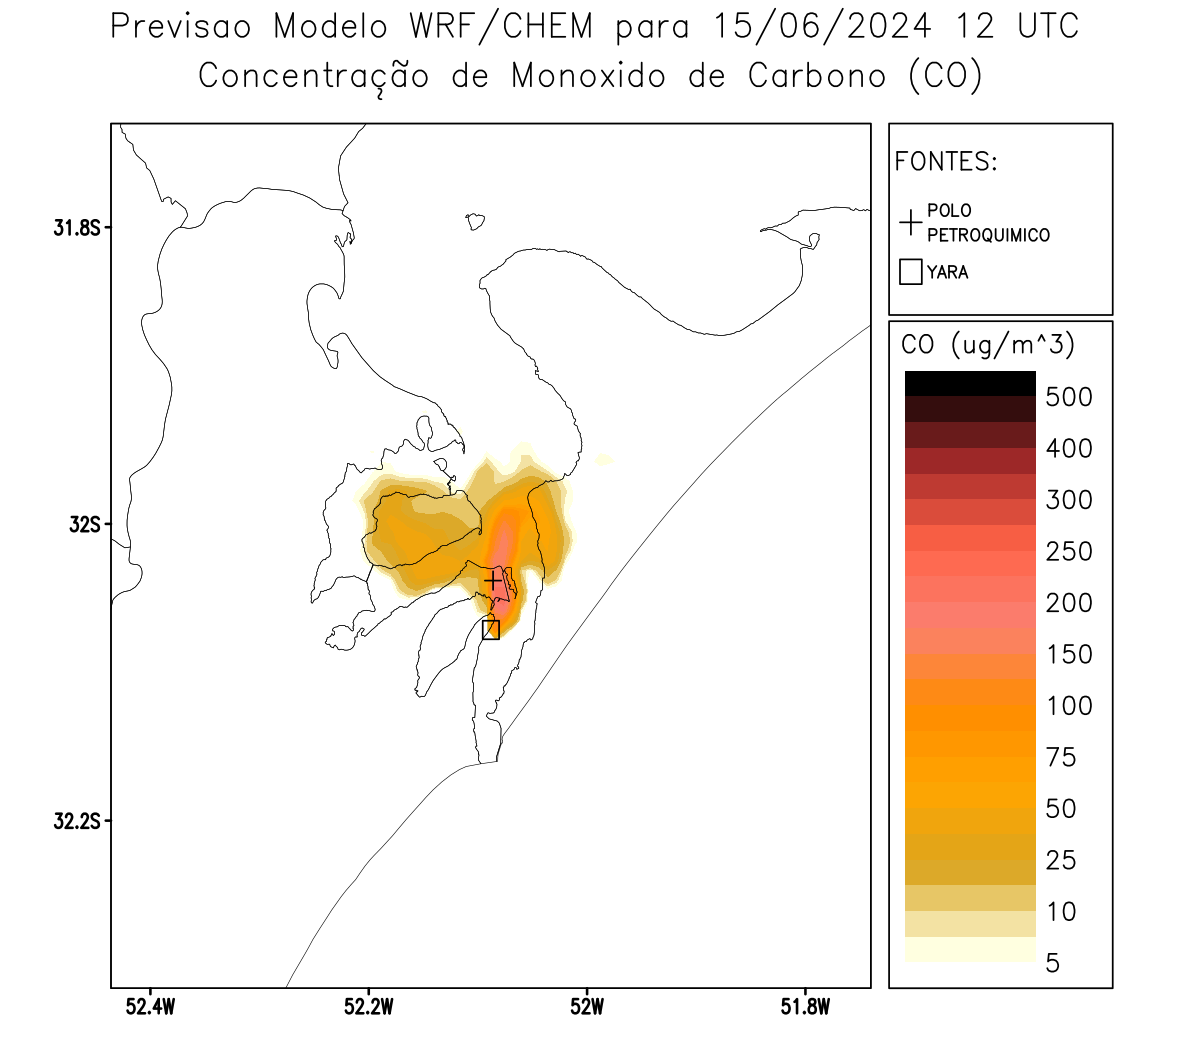 Previsao Modelo WRF/CHEM para 15/06/2024 12 UTC
Concentração de Monoxido de Carbono (CO)
FONTES:
POLO
PETROQUIMICO
YARA
31.8S
32S
32.2S
52.4W
52.2W
52W
51.8W
CO (ug/m^3)
500
400
300
250
200
150
100
75
50
25
10
5